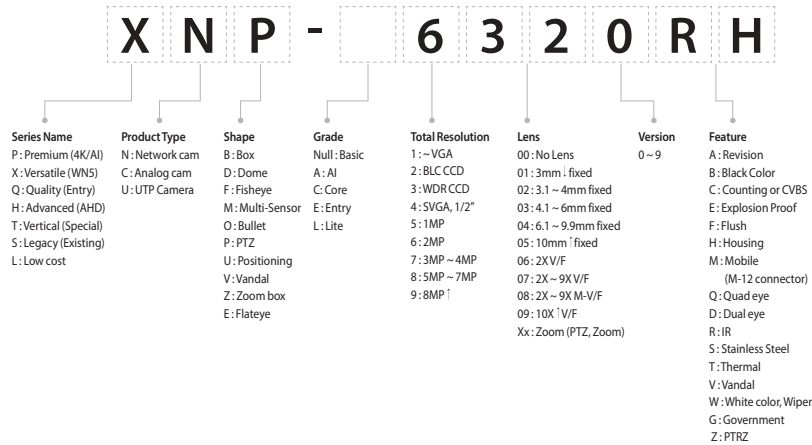 XNP- 6320RH
Series Name
P : Premium (4K/AI)
X : Versatile (WN5)
Q : Quality (Entry)
H : Advanced (AHD)
T : Vertical (Special)
S : Legacy (Existing)
L : Low cost
Product Type
N : Network cam
C : Analog cam
U : UTP Camera
Shape
B : Box
D : Dome
F : Fisheye
M : Multi-Sensor
O : Bullet
P : PTZ
U : Positioning
V : Vandal
Z : Zoom box
E : Flateye
Grade
Null : Basic
A : AI
C : Core
E : Entry
L : Lite
Total Resolution
1 : ~ VGA
2 : BLC CCD
3 : WDR CCD
4 : SVGA, 1/2"
5 : 1MP
6 : 2MP
7 : 3MP ~ 4MP
8 : 5MP ~ 7MP
9 : 8MP↑
Lens
00 : No Lens
01 : 3mm↓ fixed
02 : 3.1 ~ 4mm fixed
03 : 4.1 ~ 6mm fixed
04 : 6.1 ~ 9.9mm fixed
05 : 10mm↑ fixed
06 : 2X V/F
07 : 2X ~ 9X V/F
08 : 2X ~ 9X M-V/F
09 : 10X↑ V/F
Xx : Zoom (PTZ, Zoom)
Version
0 ~ 9
Feature
A : Revision
B : Black Color
C : Counting or CVBS
E : Explosion Proof
F : Flush
H : Housing
M : Mobile
(M-12 connector)
Q : Quad eye
D : Dual eye
R : IR
S : Stainless Steel
T : Thermal
V : Vandal
W : White color, Wiper
G : Government
Z : PTRZ